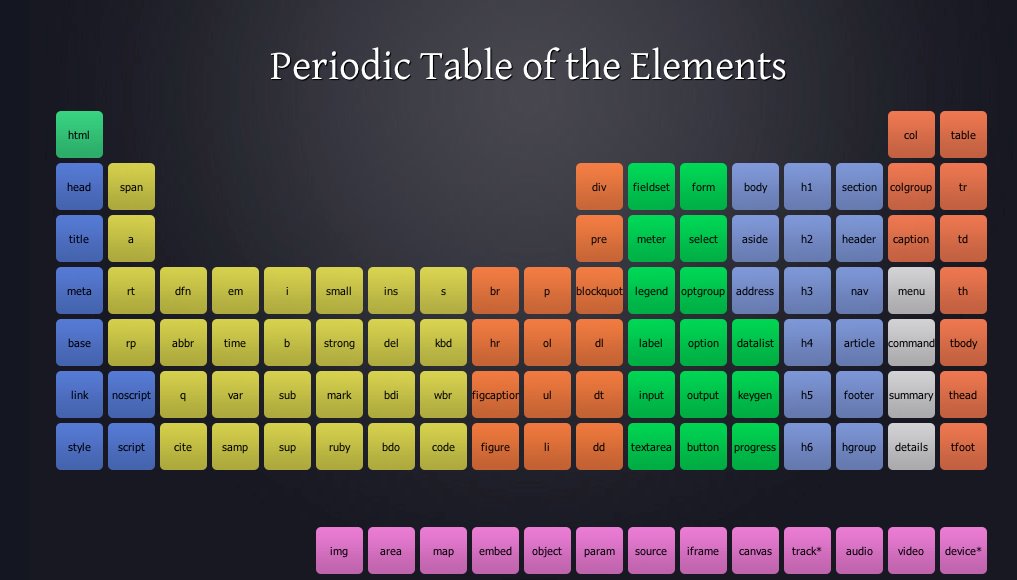 Periodic Table of the Elements
html col table
head span div fieldset form body h1 section colgroup tr
title a pre meter select aside h2 header caption td
meta rt dfn em i small ins s br p blockquot legend optgroup address h3 nav menu th
base rp abbr time b strong del kbd hr ol dl label option datalist h4 article command tbody
link noscript q var sub mark bdi wbr figcaption ul dt input output keygen h5 footer summary thead
style script cite samp sup ruby bdo code figure li dd textarea button progress h6 hgroup details tfoot
img area map embed object param source iframe canvas track* audio video device*